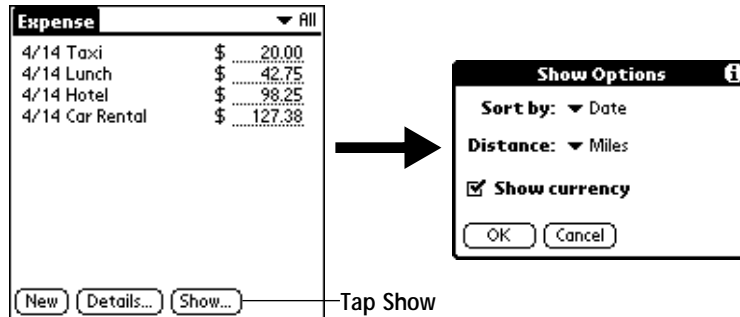 Expense
All
4/14 Taxi $ 20.00
4/14 Lunch $ 42.75
4/14 Hotel $ 98.25
4/14 Car Rental $ 127.38
New Details... Show...
Tap Show
Show Options i
Sort by: Date
Distance: Miles
Show currency
OK Cancel